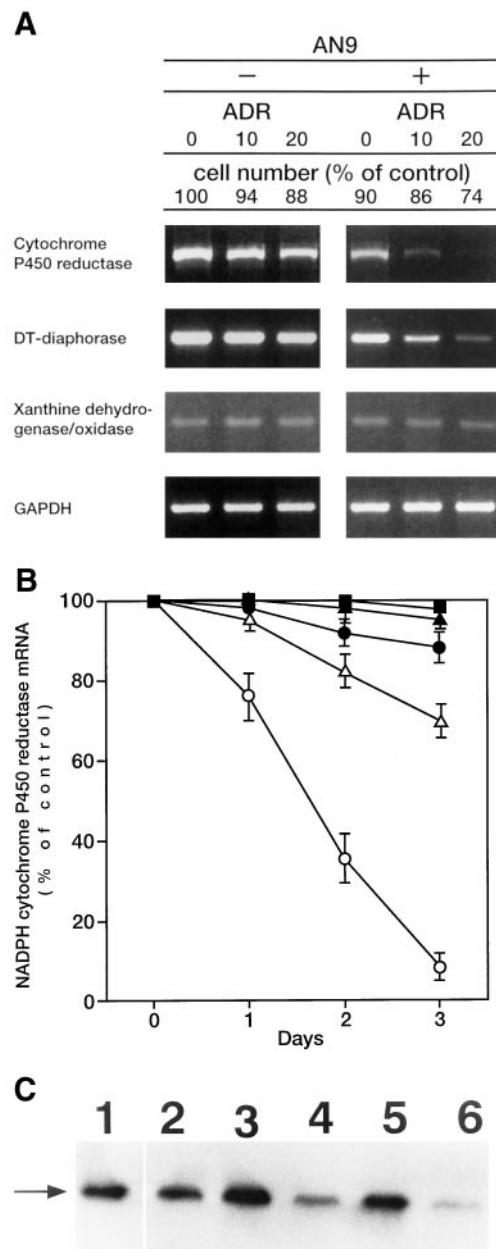 A
AN9
− +
ADR ADR
0 10 20 0 10 20
cell number (% of control)
100 94 88 90 86 74
Cytochrome
P450 reductase
DT-diaphorase
Xanthine dehydro-
genase/oxidase
GAPDH
B
NADPH cytochrome P450 reductase mRNA
(% of control)
100
80
60
40
20
0
0 1 2 3
Days
C
1 2 3 4 5 6